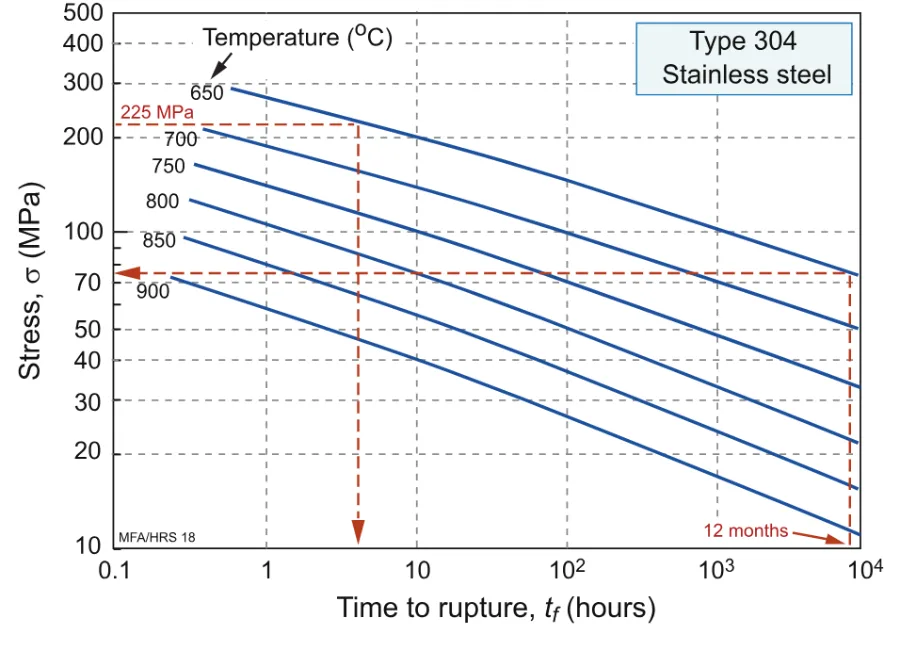 500
400
300
200
100
70
50
40
30
20
10
Stress, σ (MPa)
Temperature (°C)
650
225 MPa
700
750
800
850
900
Type 304
Stainless steel
12 months
MFA/HRS 18
0.1
1
10
10²
10³
10⁴
Time to rupture, tf (hours)